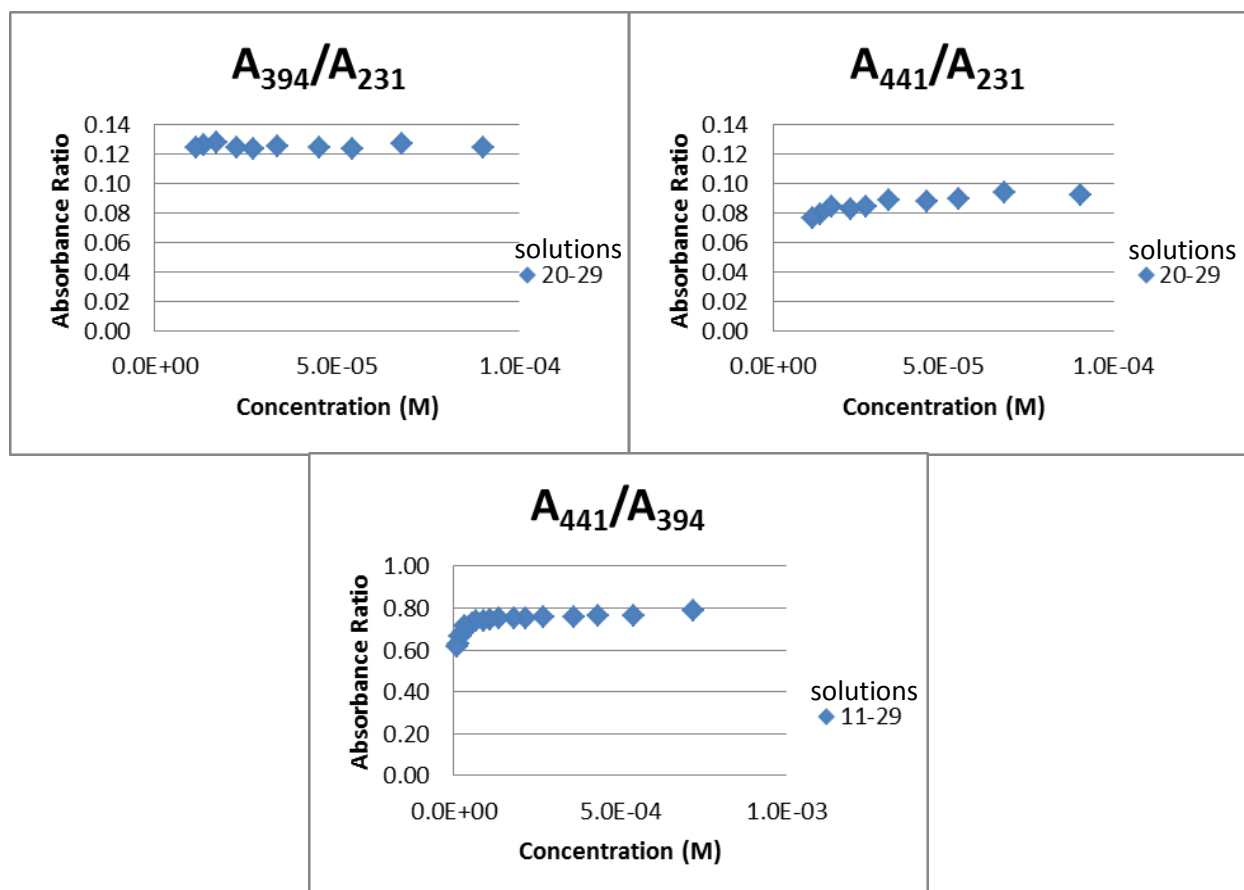 A394/A231
0.14
0.12
0.10
0.08
0.06
0.04
0.02
0.00
Absorbance Ratio
0.0E+00 5.0E-05 1.0E-04
Concentration (M)
solutions
20-29
A441/A231
0.14
0.12
0.10
0.08
0.06
0.04
0.02
0.00
Absorbance Ratio
0.0E+00 5.0E-05 1.0E-04
Concentration (M)
solutions
20-29
A441/A394
1.00
0.80
0.60
0.40
0.20
0.00
Absorbance Ratio
0.0E+00 5.0E-04 1.0E-03
Concentration (M)
solutions
11-29